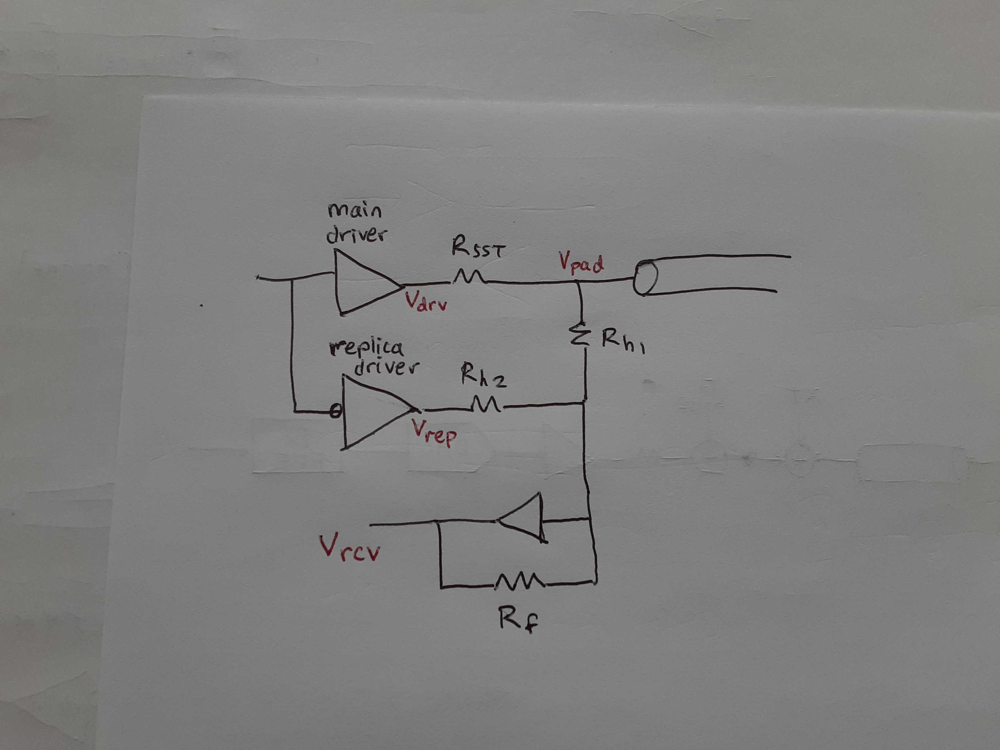 main
driver
RSST
Vpad
Vdrv
Rh1
replica
driver
Rh2
Vrep
Vrcv
Rf